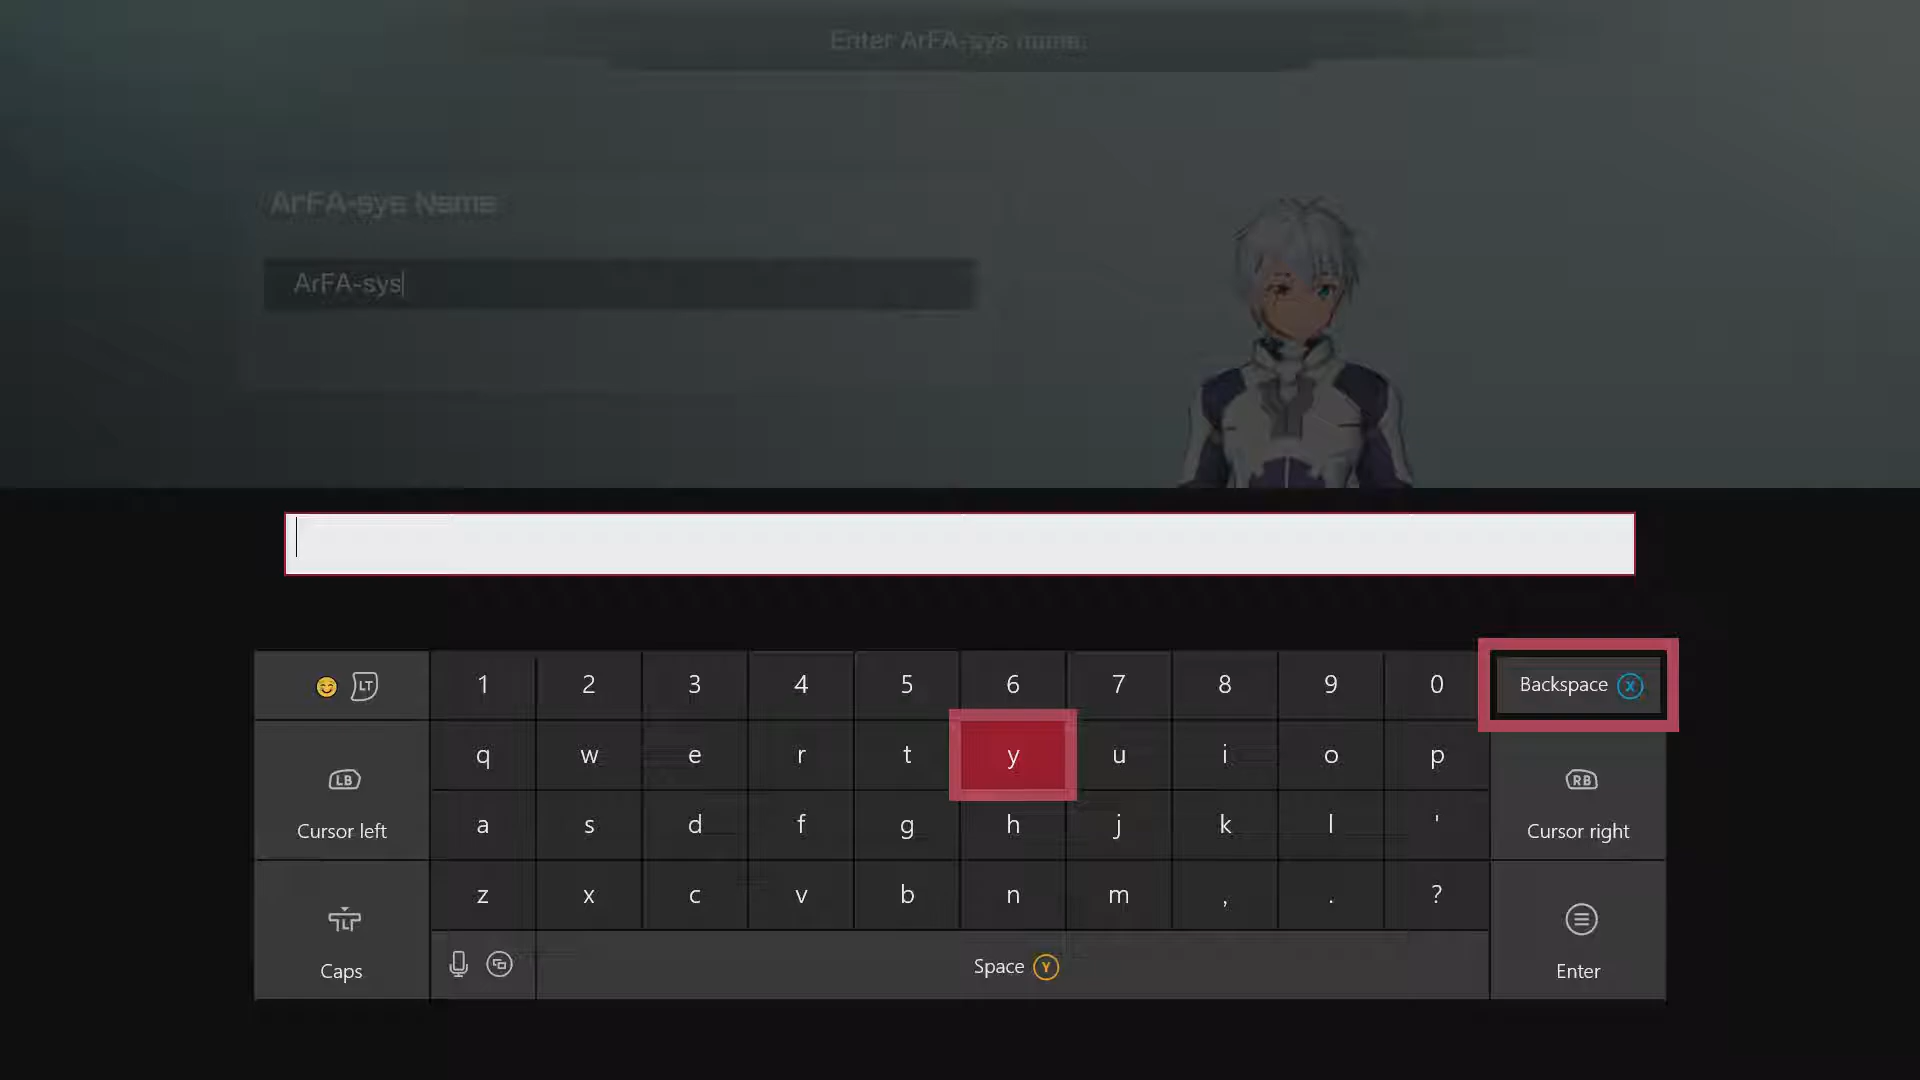 Enter ArFA-sys name.
ArFA-sys Name
ArFA-sys
LT 1 2 3 4 5 6 7 8 9 0 Backspace X
q w e r t y u i o p
LB RB
Cursor left a s d f g h j k l ' Cursor right
z x c v b n m , . ?
Caps Space Y Enter